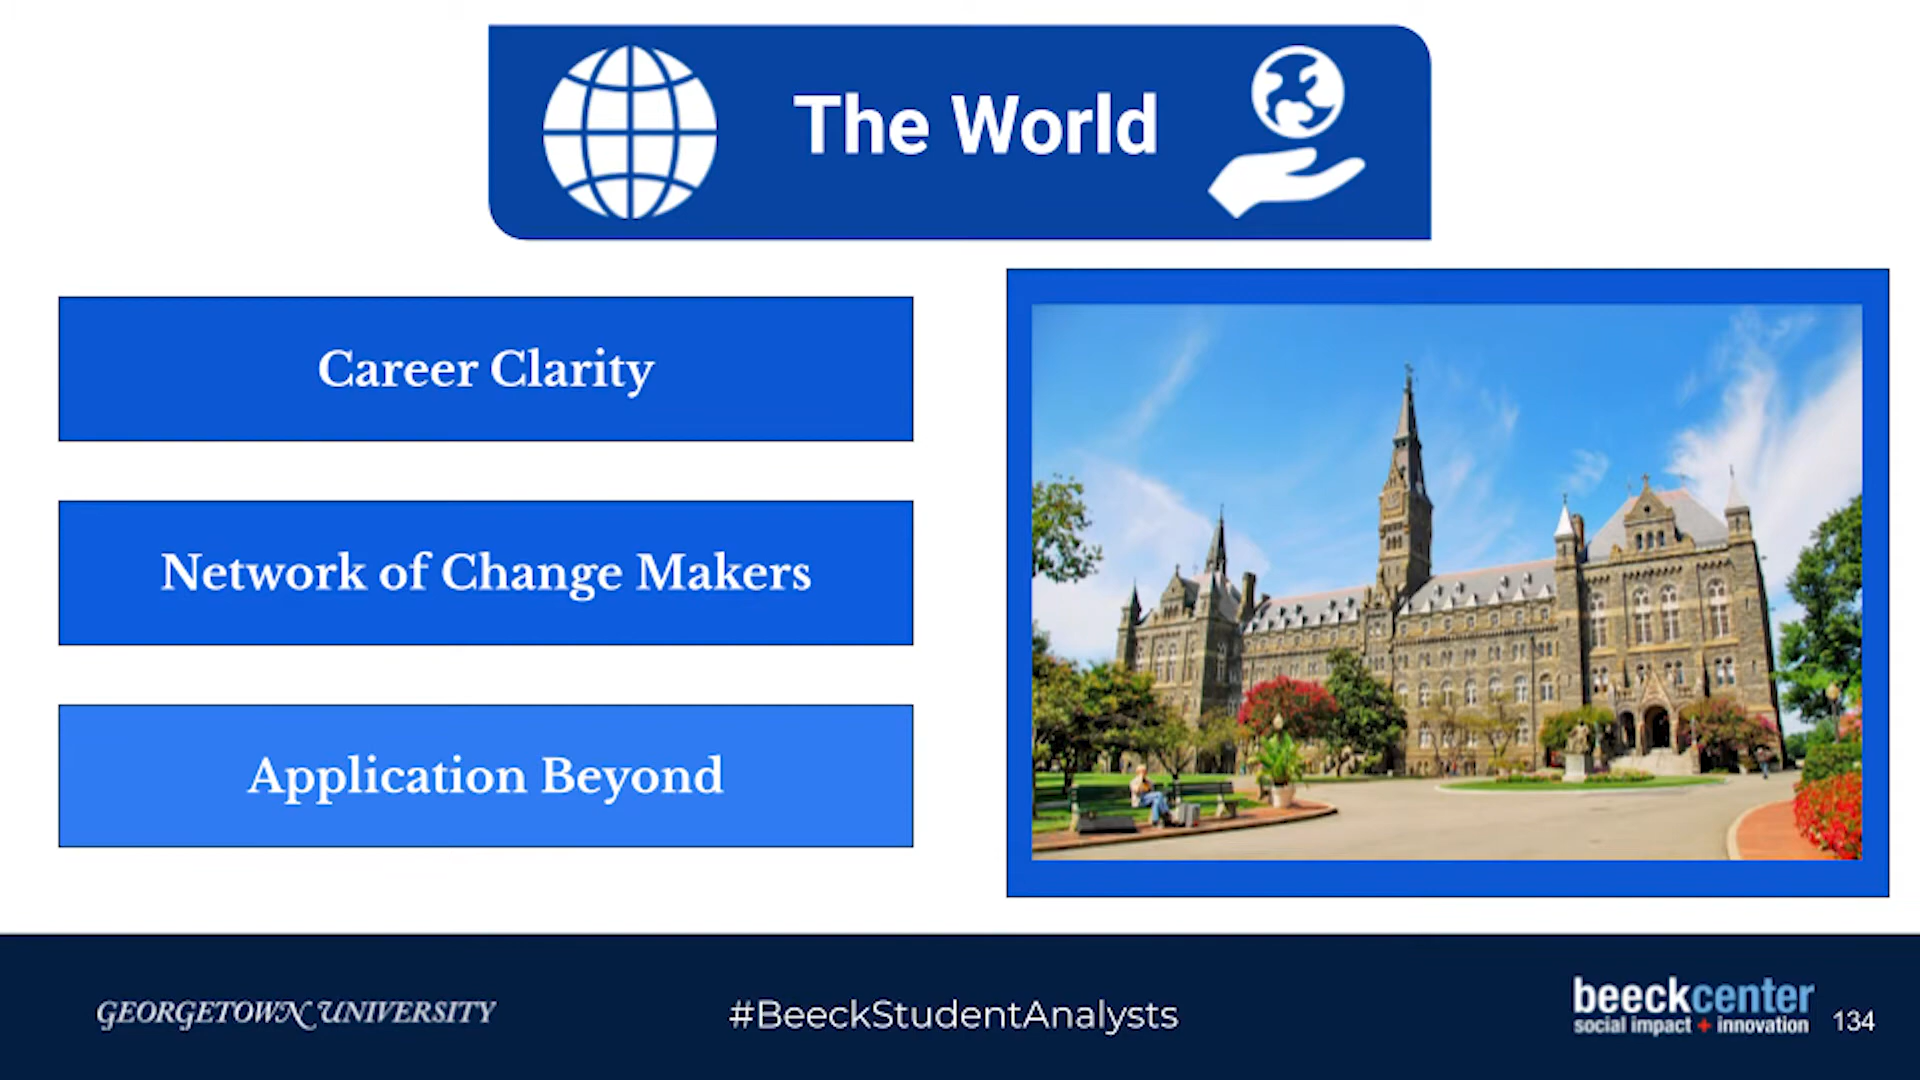 The World
Career Clarity
Network of Change Makers
Application Beyond
GEORGETOWN UNIVERSITY
#BeeckStudentAnalysts
beeckcenter
social impact + innovation
134